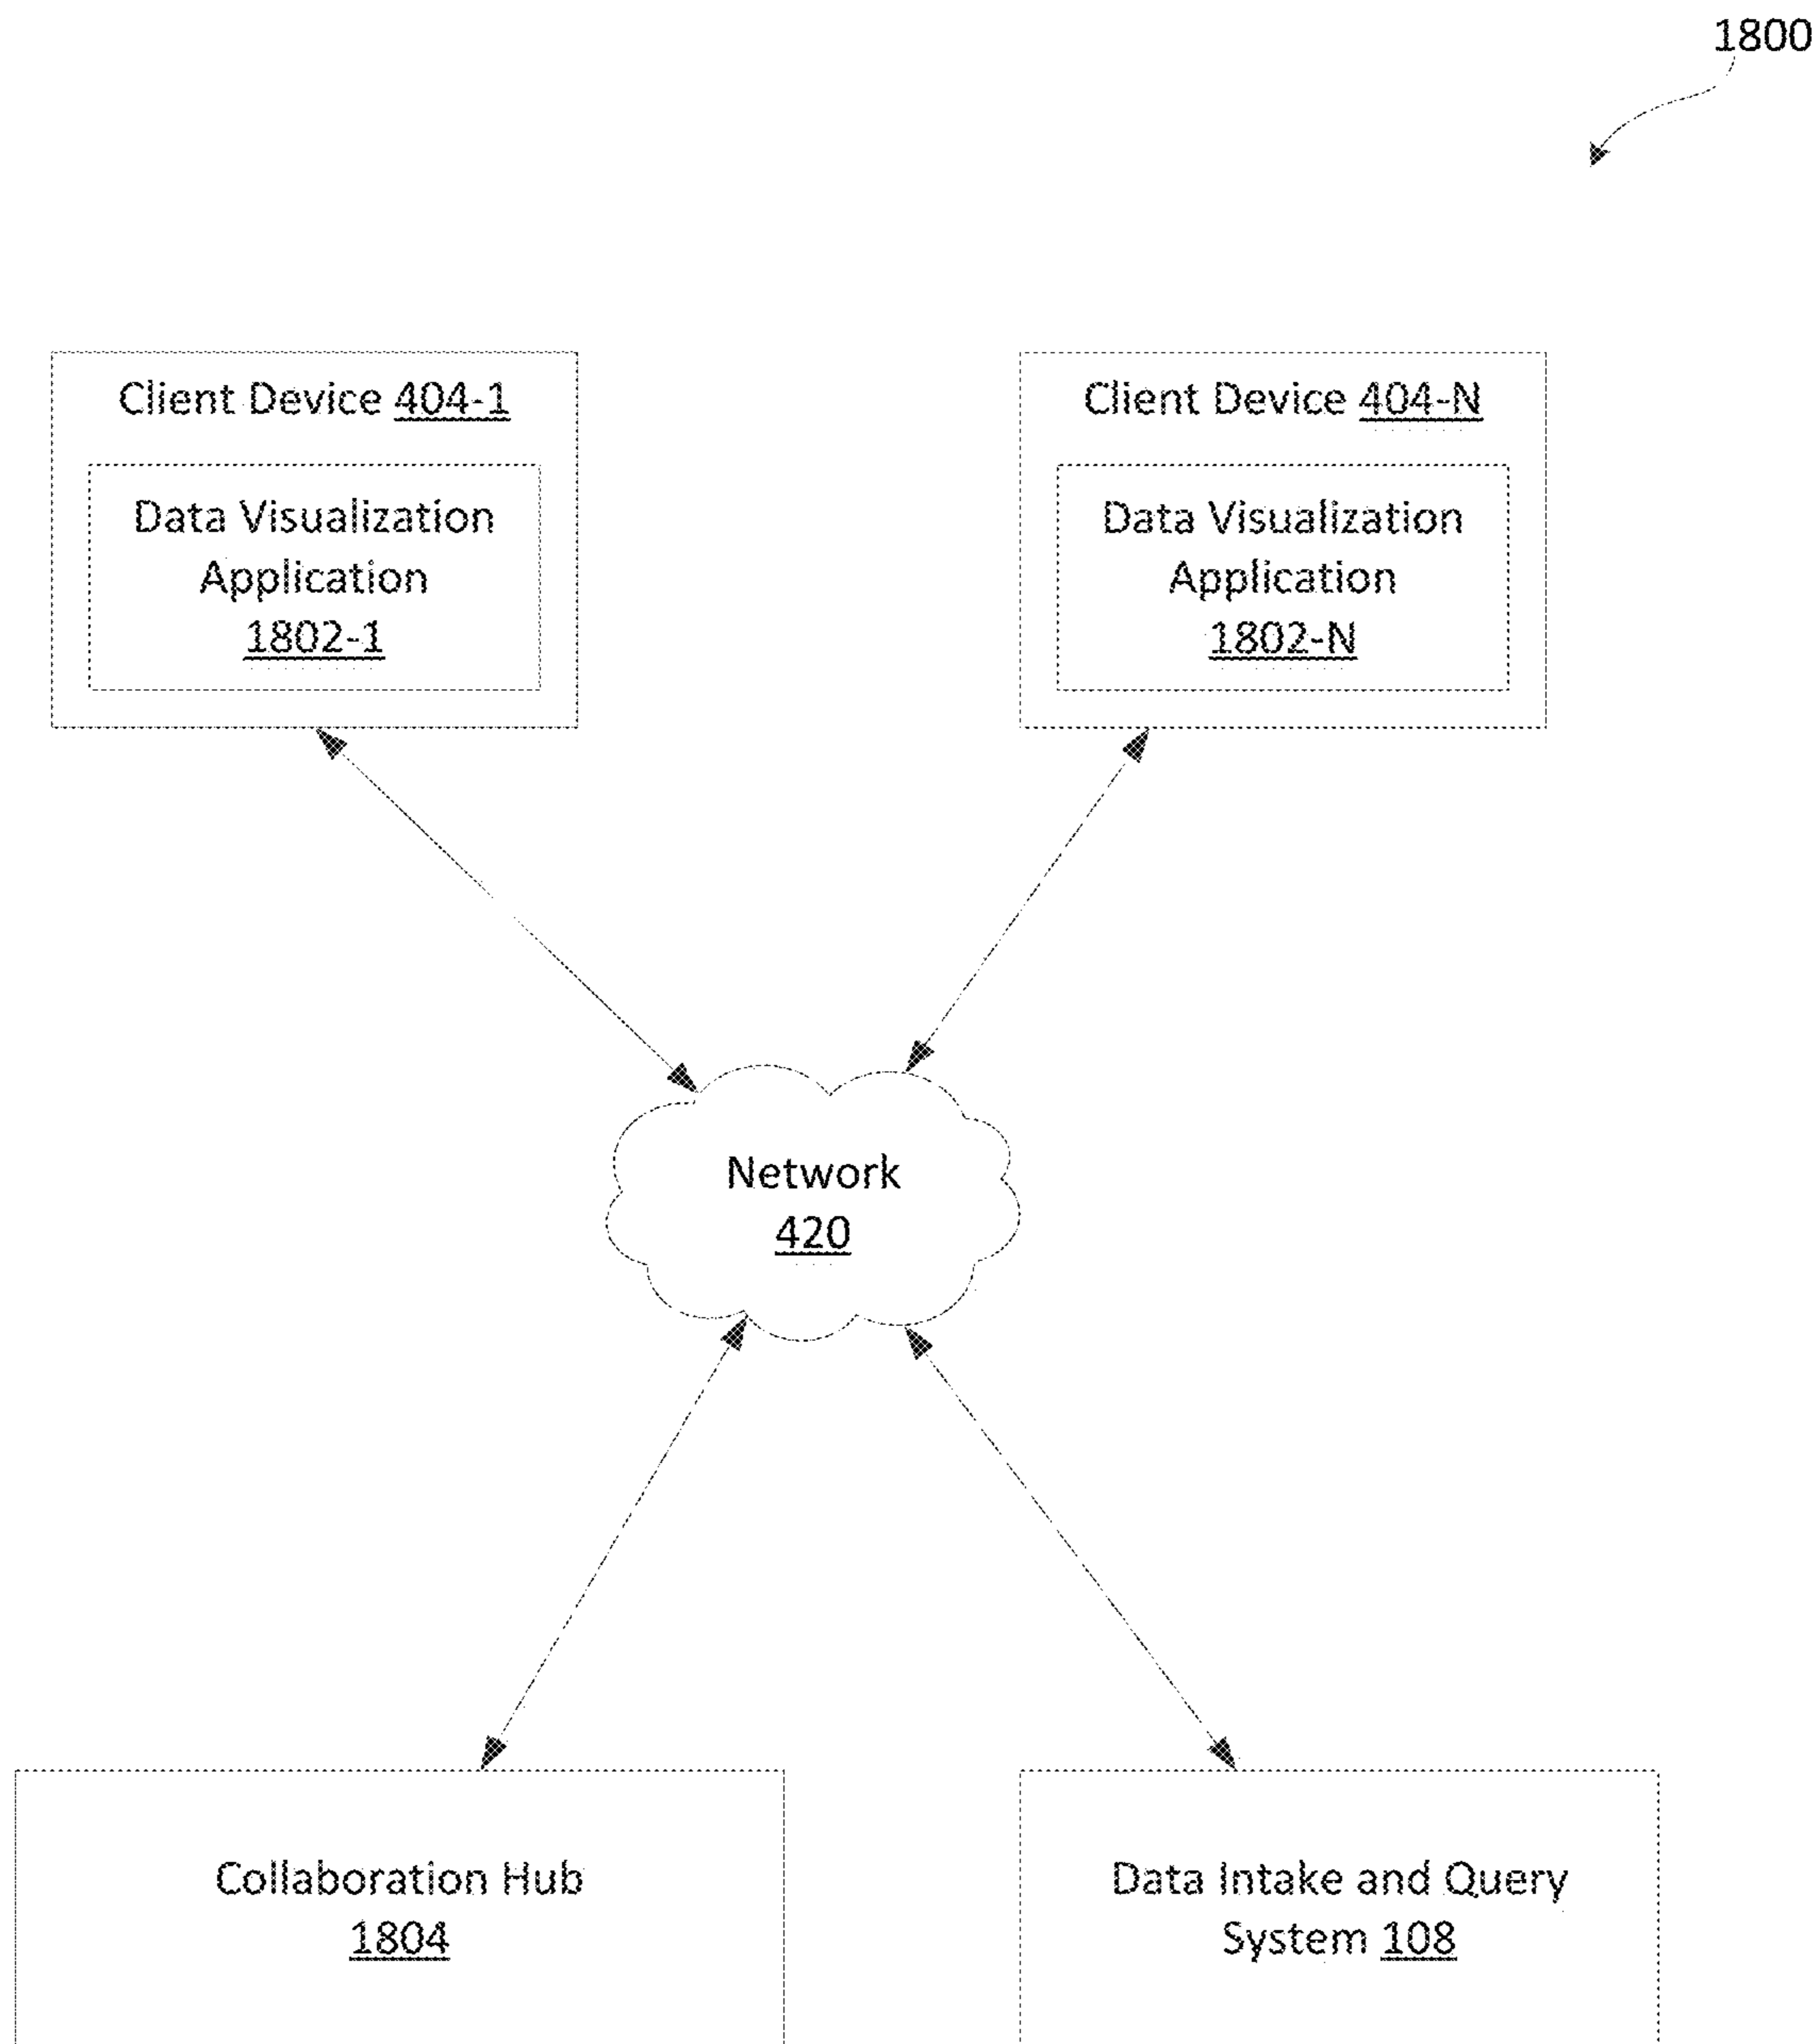 1800
Client Device 404-1
Data Visualization
Application
1802-1
Client Device 404-N
Data Visualization
Application
1802-N
Network
420
Collaboration Hub
1804
Data Intake and Query
System 108